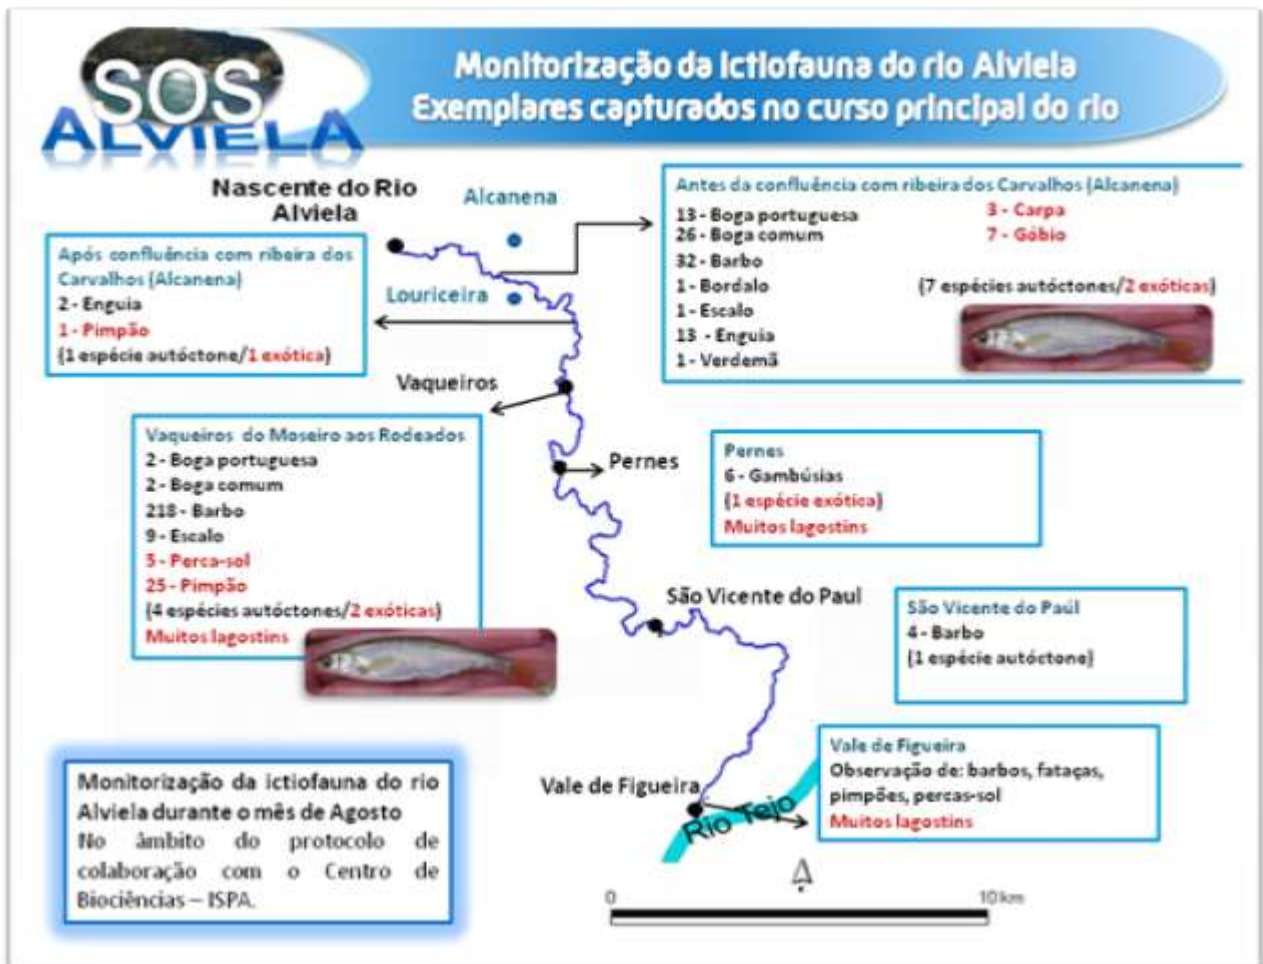 SOS
ALVIELA
Monitorização da ictiofauna do rio Alviela
Exemplares capturados no curso principal do rio
Nascente do Rio
Alviela
Alcanena
Louriceira
Antes da confluência com ribeira dos Carvalhos (Alcanena)
13 - Boga portuguesa
26 - Boga comum
32 - Barbo
1 - Bordalo
1 - Escalo
13 - Enguia
1 - Verdemã
3 - Carpa
7 - Góbio
(7 espécies autóctones/2 exóticas)
Após confluência com ribeira dos
Carvalhos (Alcanena)
2 - Enguia
1 - Pimpão
(1 espécie autóctone/1 exótica)
Vaqueiros
Vaqueiros do Moseiro aos Rodeados
2 - Boga portuguesa
2 - Boga comum
218 - Barbo
9 - Escalo
5 - Perca-sol
25 - Pimpão
(4 espécies autóctones/2 exóticas)
Muitos lagostins
Pernes
Pernes
6 - Gambúsias
(1 espécie exótica)
Muitos lagostins
São Vicente do Paul
São Vicente do Paúl
4 - Barbo
(1 espécie autóctone)
Vale de Figueira
Vale de Figueira
Observação de: barbos, fataças,
pimpões, percas-sol
Muitos lagostins
Rio Tejo
Monitorização da ictiofauna do rio
Alviela durante o mês de Agosto
No âmbito do protocolo de
colaboração com o Centro de
Biociências – ISPA.
0
10 km